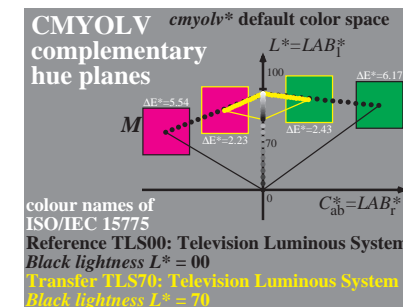 CMYOLV
complementary
hue planes
cmyolv* default color space
L*=LAB*I
100
ΔE*=6.17
ΔE*=5.54
M
ΔE*=2.23
ΔE*=2.43
70
0
C*ab=LAB*r
colour names of
ISO/IEC 15775
Reference TLS00: Television Luminous System
Black lightness L* = 00
Transfer TLS70: Television Luminous System
Black lightness L* = 70